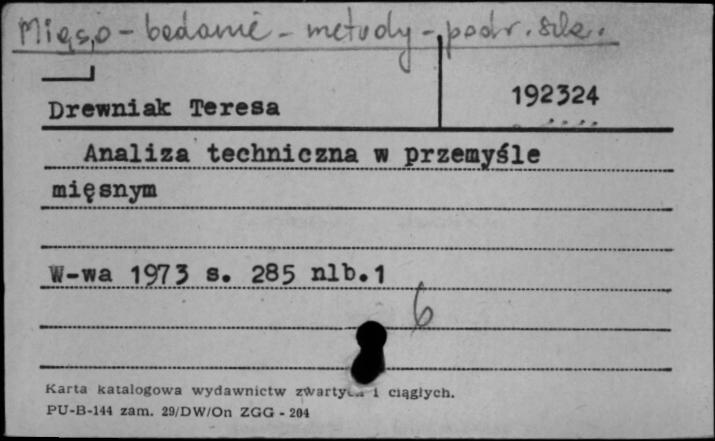 Mięso - badanie - metody - podr. szk.
Drewniak Teresa
192324
Analiza techniczna w przemyśle
mięsnym
W-wa 1973 s. 285 nlb.1
6
Karta katalogowa wydawnictw zwartych i ciągłych.
PU-B-144 zam. 29/DW/On ZGG - 204